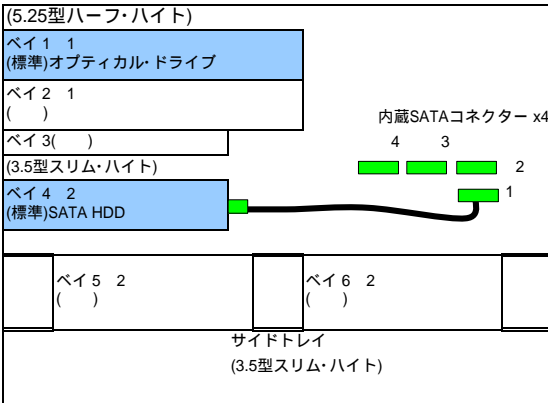 (5.25型ハーフ・ハイト)
ベイ 1 1
(標準)オプティカル・ドライブ
ベイ 2 1
( )
内蔵SATAコネクター x4
ベイ 3( )
4 3
(3.5型スリム・ハイト)
2
ベイ 4 2
1
(標準)SATA HDD
ベイ 5 2
( )
ベイ 6 2
( )
サイドトレイ
(3.5型スリム・ハイト)